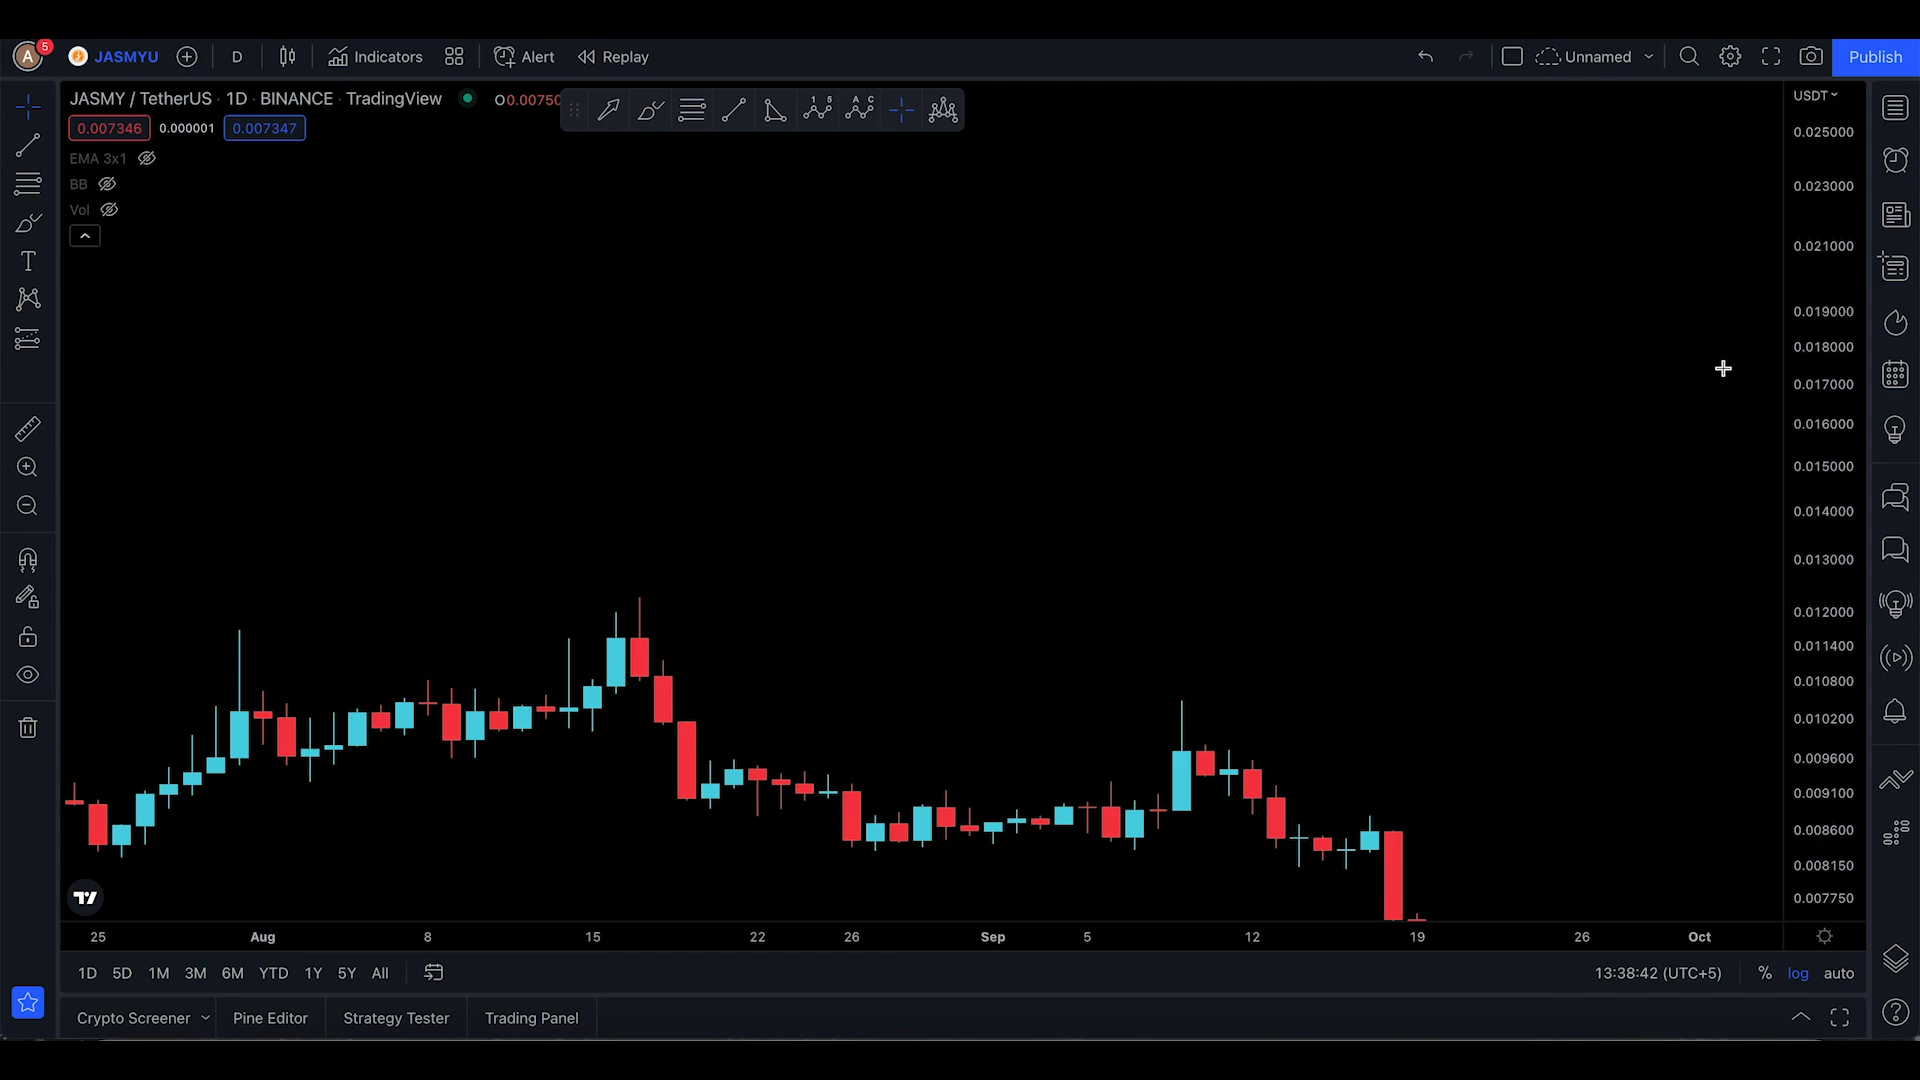 A 5 JASMYU D Indicators Alert Replay Unnamed Publish
JASMY / TetherUS · 1D · BINANCE · TradingView O0.00750
USDT
0.007346 0.000001 0.007347
EMA 3x1
BB
Vol
1 5
A C
T
0.025000
0.023000
0.021000
0.019000
0.018000
0.017000
0.016000
0.015000
0.014000
0.013000
0.012000
0.011400
0.010800
0.010200
0.009600
0.009100
0.008600
0.008150
0.007750
25 Aug 8 15 22 26 Sep 5 12 19 26 Oct
1D 5D 1M 3M 6M YTD 1Y 5Y All 13:38:42 (UTC+5) % log auto
Crypto Screener Pine Editor Strategy Tester Trading Panel